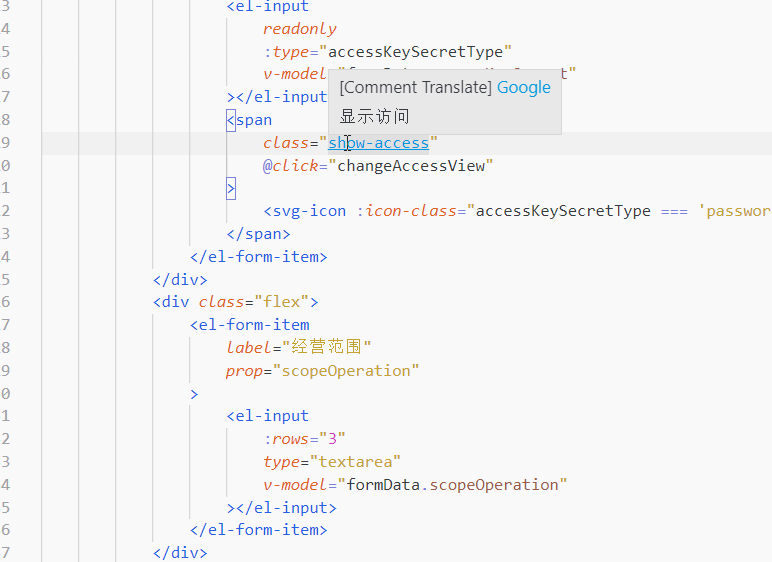 3 <el-input
4 readonly
5 :type="accessKeySecretType"
6 v-model="
[Comment Translate] Google
显示访问
7 ></el-input
8 <span
9 class="show-access"
0 @click="changeAccessView"
1 >
2 <svg-icon :icon-class="accessKeySecretType === 'passwor
3 </span>
4 </el-form-item>
5 </div>
6 <div class="flex">
7 <el-form-item
8 label="经营范围"
9 prop="scopeOperation"
0 >
1 <el-input
2 :rows="3"
3 type="textarea"
4 v-model="formData.scopeOperation"
5 ></el-input>
6 </el-form-item>
7 </div>